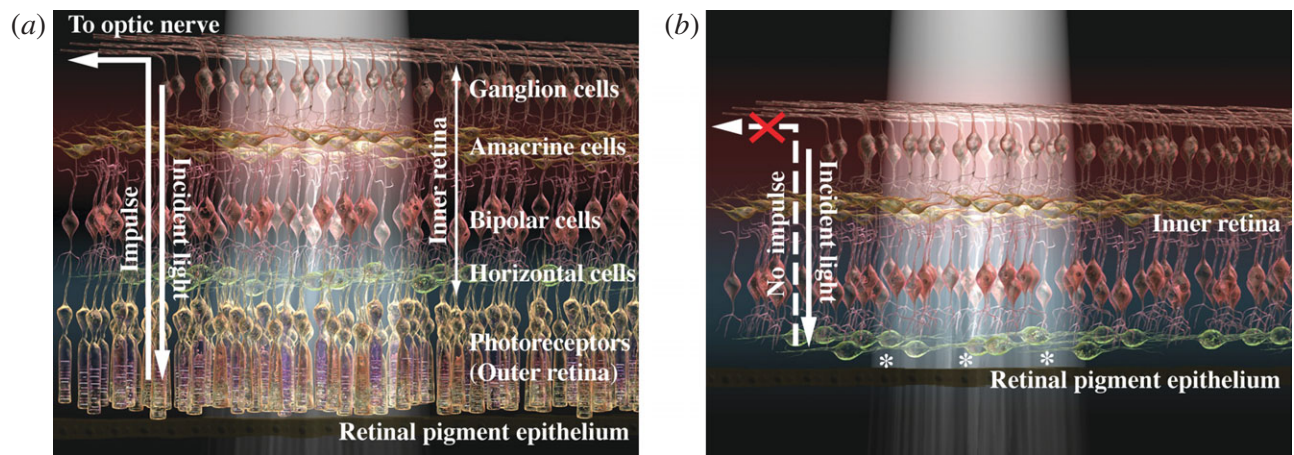 (a)
To optic nerve
Ganglion cells
Amacrine cells
Inner retina
Bipolar cells
Impulse
Incident light
Horizontal cells
Photoreceptors
(Outer retina)
Retinal pigment epithelium
(b)
Inner retina
No impulse
Incident light
* * *
Retinal pigment epithelium